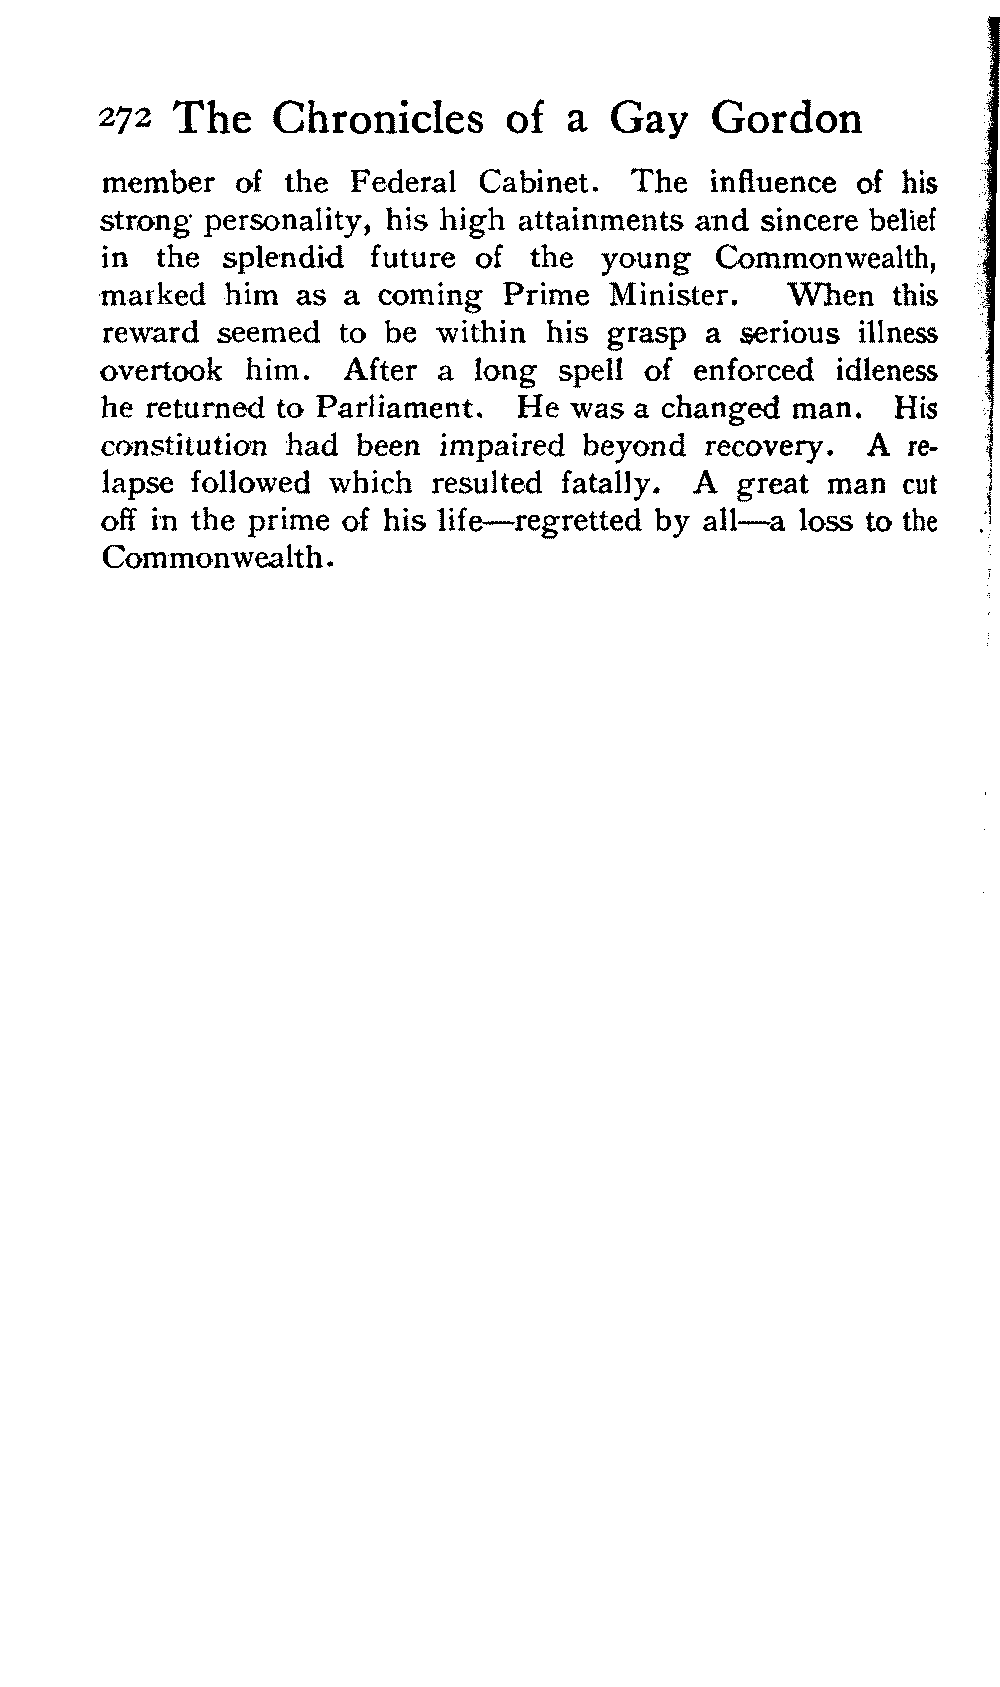 272 The Chronicles of a Gay Gordon
member of the Federal Cabinet. The influence of his
strong personality, his high attainments and sincere belief
in the splendid future of the young Commonwealth,
marked him as a coming Prime Minister. When this
reward seemed to be within his grasp a serious illness
overtook him. After a long spell of enforced idleness
he returned to Parliament. He was a changed man. His
constitution had been impaired beyond recovery. A re-
lapse followed which resulted fatally. A great man cut
off in the prime of his life—regretted by all—a loss to the
Commonwealth.